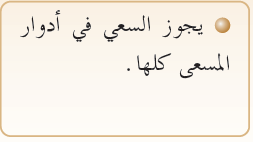 يجوز السعي في أدوار
المسعى كلها.